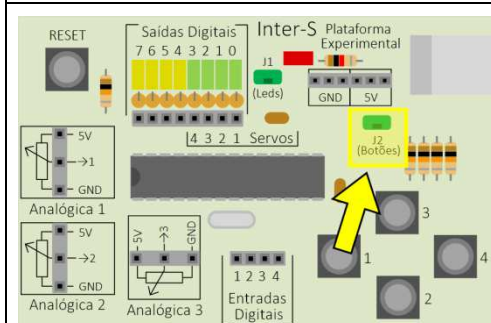 RESET
Saídas Digitais
7 6 5 4 3 2 1 0
Inter-S
Plataforma
Experimental
J1
(Leds)
GND
5V
4 3 2 1 Servos
J2
(Botões)
5V
→1
GND
Analógica 1
5V
→2
GND
Analógica 2
5V
→3
GND
Analógica 3
1 2 3 4
Entradas
Digitais
3
1
4
2